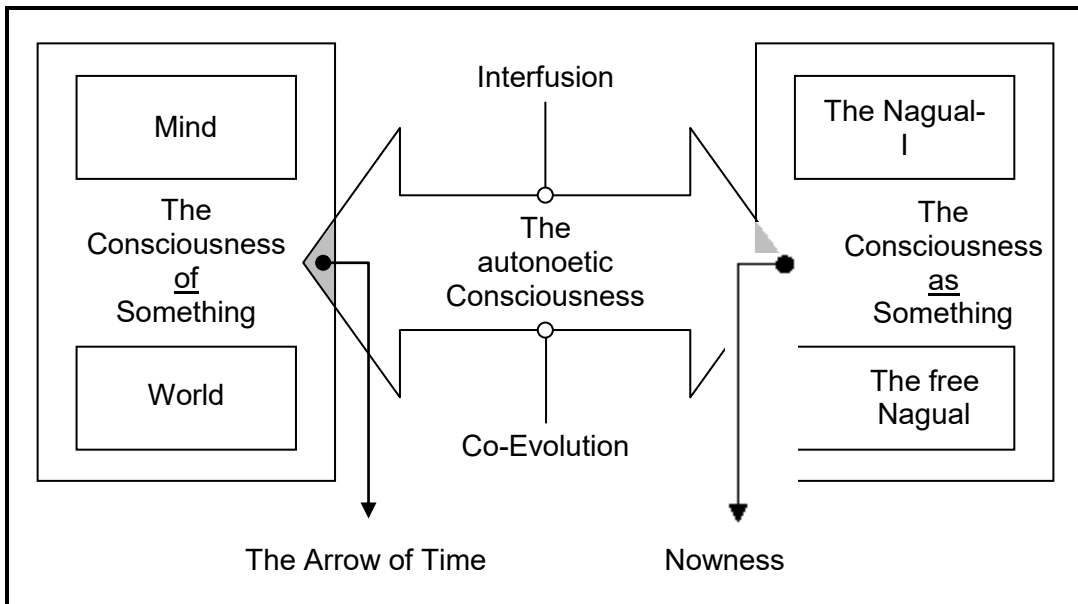 Mind
The
Consciousness
of
Something
World
Interfusion
The
autonoetic
Consciousness
Co-Evolution
The Nagual-
I
The
Consciousness
as
Something
The free
Nagual
The Arrow of Time
Nowness